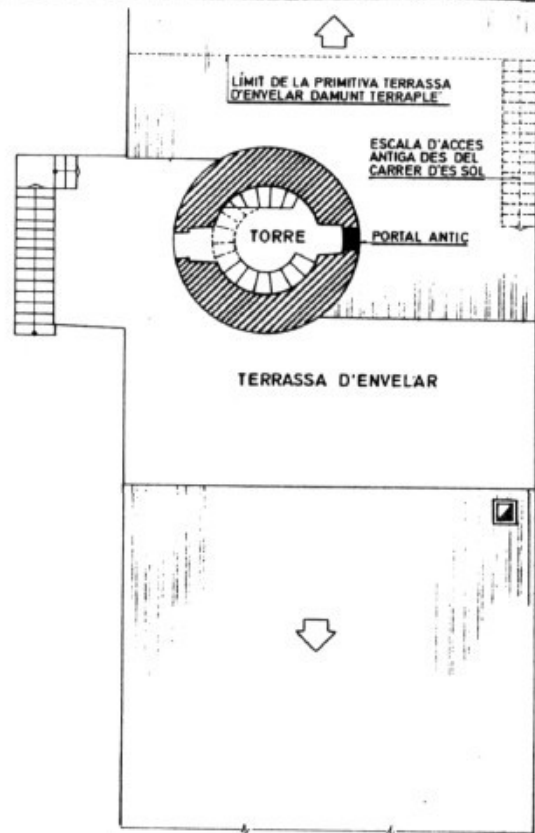 LÍMIT DE LA PRIMITIVA TERRASSA
D'ENVELAR DAMUNT TERRAPLE
ESCALA D'ACCES
ANTIGA DES DEL
CARRER D'ES SOL
TORRE
PORTAL ANTIC
TERRASSA D'ENVELAR